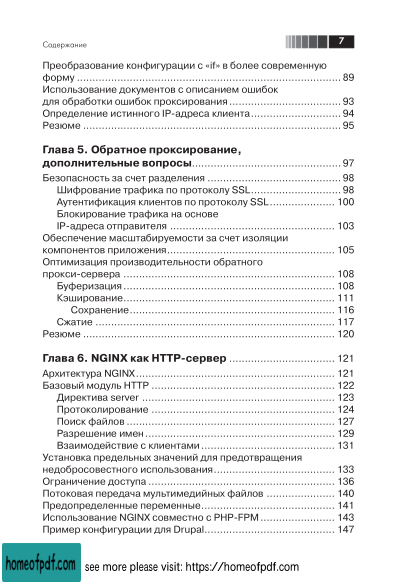 Содержание
7
Преобразование конфигурации с «if» в более современную
форму ..... 89
Использование документов с описанием ошибок
для обработки ошибок проксирования ..... 93
Определение истинного IP-адреса клиента ..... 94
Резюме ..... 95
Глава 5. Обратное проксирование,
дополнительные вопросы ..... 97
Безопасность за счет разделения ..... 98
Шифрование трафика по протоколу SSL ..... 98
Аутентификация клиентов по протоколу SSL ..... 100
Блокирование трафика на основе
IP-адреса отправителя ..... 103
Обеспечение масштабируемости за счет изоляции
компонентов приложения ..... 105
Оптимизация производительности обратного
прокси-сервера ..... 108
Буферизация ..... 108
Кэширование ..... 111
Сохранение ..... 116
Сжатие ..... 117
Резюме ..... 120
Глава 6. NGINX как HTTP-сервер ..... 121
Архитектура NGINX ..... 121
Базовый модуль HTTP ..... 122
Директива server ..... 123
Протоколирование ..... 124
Поиск файлов ..... 127
Разрешение имен ..... 129
Взаимодействие с клиентами ..... 131
Установка предельных значений для предотвращения
недобросовестного использования ..... 133
Ограничение доступа ..... 136
Потоковая передача мультимедийных файлов ..... 140
Предопределенные переменные ..... 141
Использование NGINX совместно с PHP-FPM ..... 143
Пример конфигурации для Drupal ..... 147
homeofpdf.com
see more please visit: https://homeofpdf.com